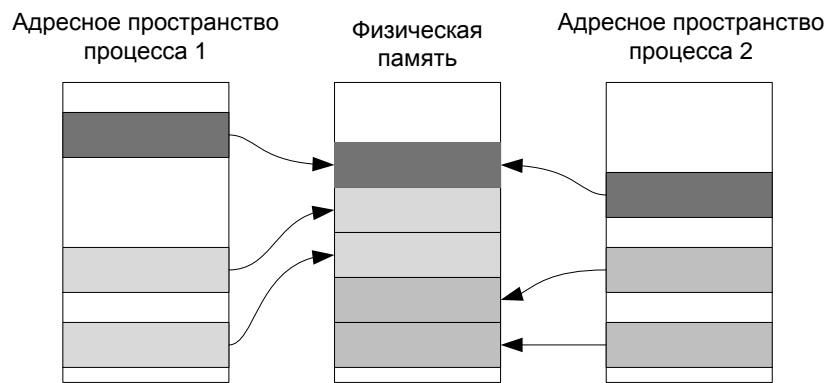 Адресное пространство
процесса 1
Физическая
память
Адресное пространство
процесса 2